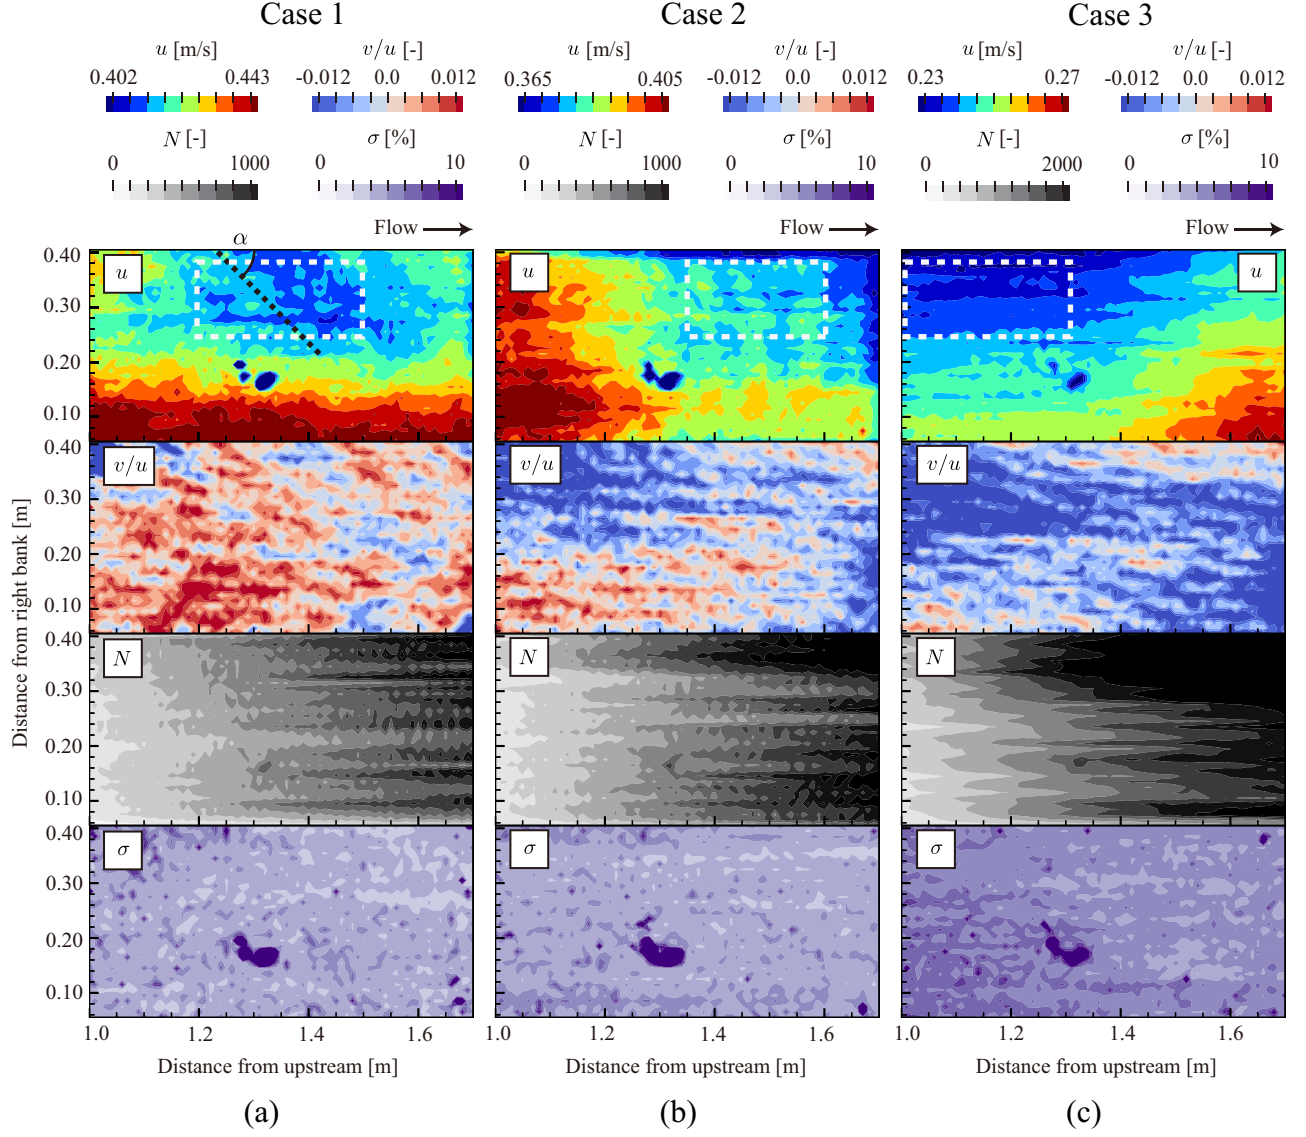 Case 1 Case 2 Case 3
u [m/s] v/u [-] u [m/s] v/u [-] u [m/s] v/u [-]
0.402 0.443 -0.012 0.0 0.012 0.365 0.405 -0.012 0.0 0.012 0.23 0.27 -0.012 0.0 0.012
N [-] σ [%] N [-] σ [%] N [-] σ [%]
0 1000 0 10 0 1000 0 10 0 2000 0 10
Flow Flow Flow
α
0.40 u u u
0.30
0.20
0.10
0.40 v/u v/u v/u
0.30
0.20
0.10
0.40 N N N
0.30
0.20
0.10
0.40 σ σ σ
0.30
0.20
0.10
Distance from right bank [m]
1.0 1.2 1.4 1.6 1.0 1.2 1.4 1.6 1.0 1.2 1.4 1.6
Distance from upstream [m] Distance from upstream [m] Distance from upstream [m]
(a) (b) (c)